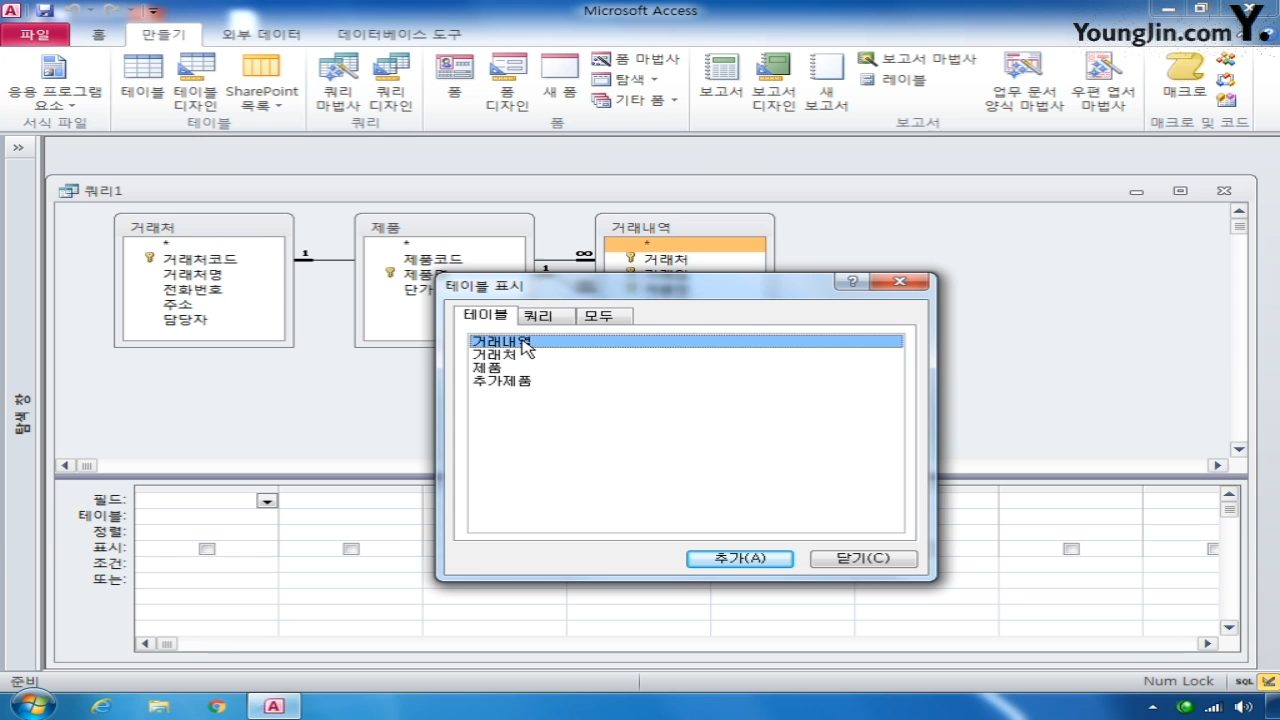 Microsoft Access
YoungJin.com Y.
파일 홈 만들기 외부 데이터 데이터베이스 도구
응용 프로그램 요소
테이블
테이블 디자인
SharePoint 목록
쿼리 마법사
쿼리 디자인
폼
폼 디자인
새 폼
폼 마법사
탐색
기타 폼
보고서
보고서 디자인
새 보고서
보고서 마법사
레이블
업무 문서 양식 마법사
우편 엽서 마법사
매크로
서식 파일 테이블 쿼리 폼 보고서 매크로 및 코드
쿼리1
거래처
*
거래처코드
거래처명
전화번호
주소
담당자
제품
*
제품코드
거래내역
*
거래처
1
∞
1
테이블 표시
테이블 쿼리 모두
거래내역
거래처
제품
추가제품
추가(A) 닫기(C)
탐색 창
필드:
테이블:
정렬:
표시:
조건:
또는:
준비
Num Lock
SQL